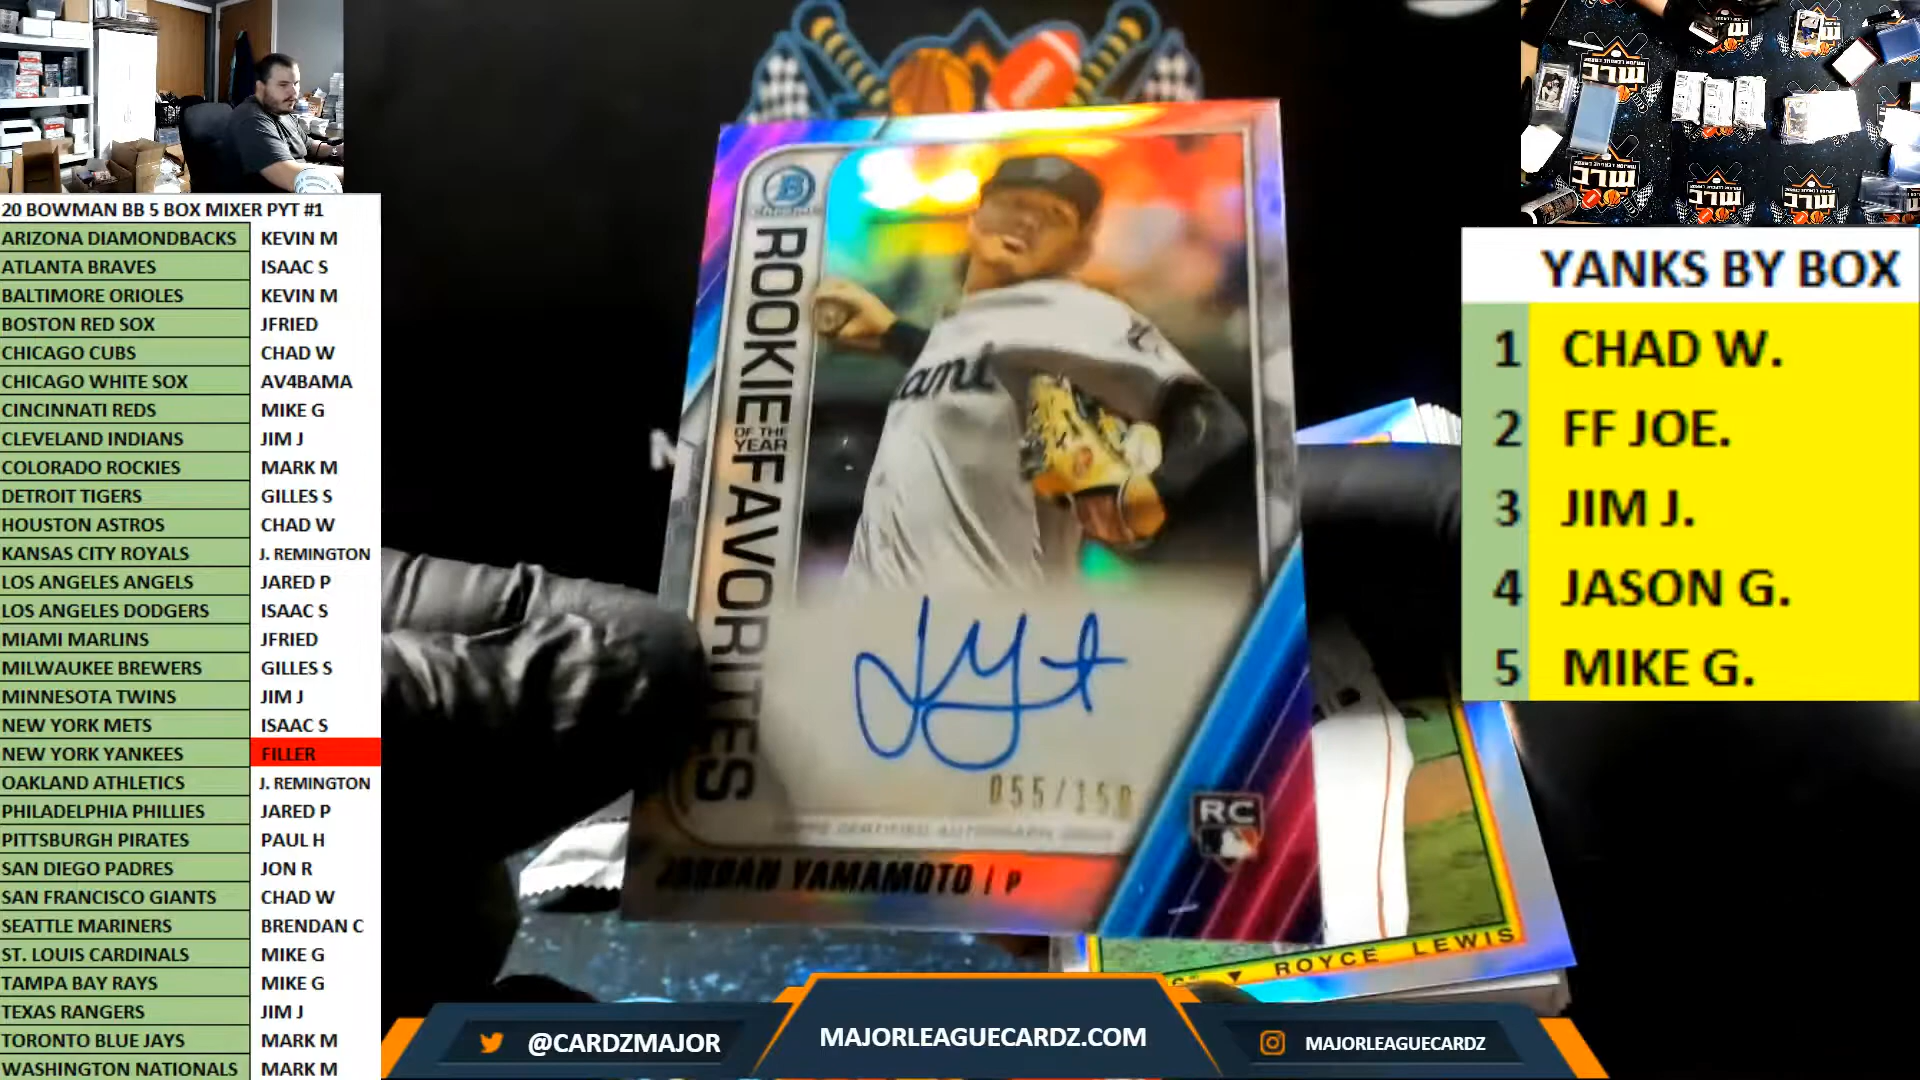 20 BOWMAN BB 5 BOX MIXER PYT #1
ARIZONA DIAMONDBACKS KEVIN M
ATLANTA BRAVES ISAAC S
BALTIMORE ORIOLES KEVIN M
BOSTON RED SOX JFRIED
CHICAGO CUBS CHAD W
CHICAGO WHITE SOX AV4BAMA
CINCINNATI REDS MIKE G
CLEVELAND INDIANS JIM J
COLORADO ROCKIES MARK M
DETROIT TIGERS GILLES S
HOUSTON ASTROS CHAD W
KANSAS CITY ROYALS J. REMINGTON
LOS ANGELES ANGELS JARED P
LOS ANGELES DODGERS ISAAC S
MIAMI MARLINS JFRIED
MILWAUKEE BREWERS GILLES S
MINNESOTA TWINS JIM J
NEW YORK METS ISAAC S
NEW YORK YANKEES FILLER
OAKLAND ATHLETICS J. REMINGTON
PHILADELPHIA PHILLIES JARED P
PITTSBURGH PIRATES PAUL H
SAN DIEGO PADRES JON R
SAN FRANCISCO GIANTS CHAD W
SEATTLE MARINERS BRENDAN C
ST. LOUIS CARDINALS MIKE G
TAMPA BAY RAYS MIKE G
TEXAS RANGERS JIM J
TORONTO BLUE JAYS MARK M
WASHINGTON NATIONALS MARK M
B
CHROME
ROOKIE OF THE YEAR FAVORITES
ami
055/150
TOPPS CERTIFIED AUTOGRAPH ISSUE
JORDAN YAMAMOTO | P
RC
ROYCE LEWIS
YANKS BY BOX
1 CHAD W.
2 FF JOE.
3 JIM J.
4 JASON G.
5 MIKE G.
@CARDZMAJOR
MAJORLEAGUECARDZ.COM
MAJORLEAGUECARDZ